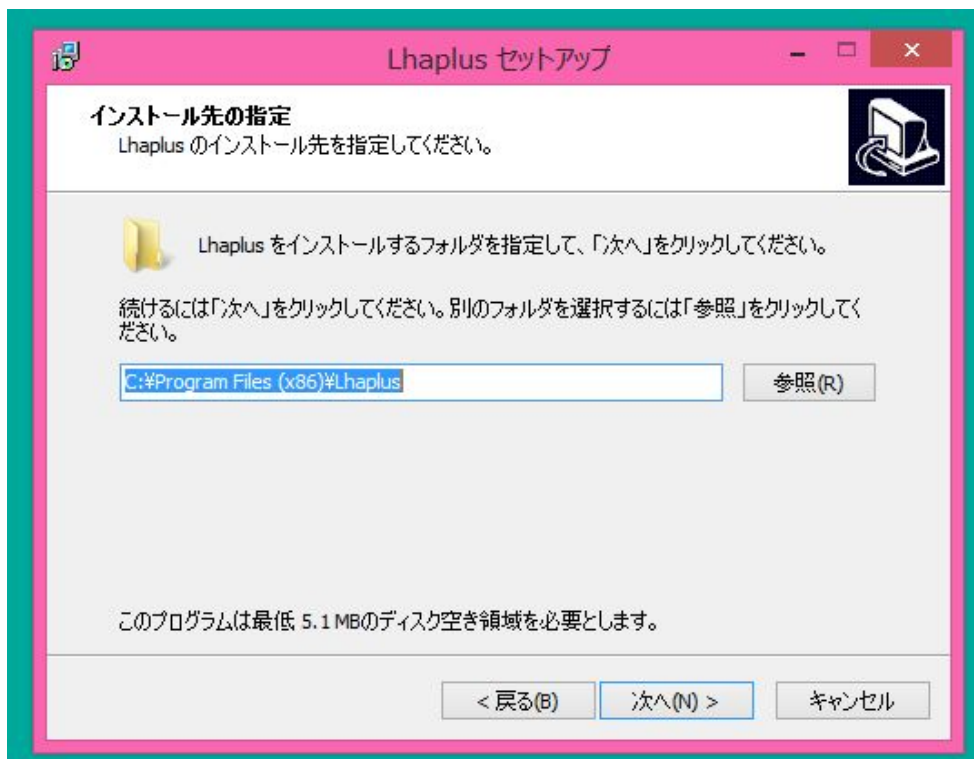 Lhaplus セットアップ
インストール先の指定
Lhaplus のインストール先を指定してください。
Lhaplus をインストールするフォルダを指定して、「次へ」をクリックしてください。
続けるには「次へ」をクリックしてください。別のフォルダを選択するには「参照」をクリックしてく
ださい。
C:¥Program Files (x86)¥Lhaplus
参照(R)
このプログラムは最低 5.1 MBのディスク空き領域を必要とします。
< 戻る(B)
次へ(N) >
キャンセル